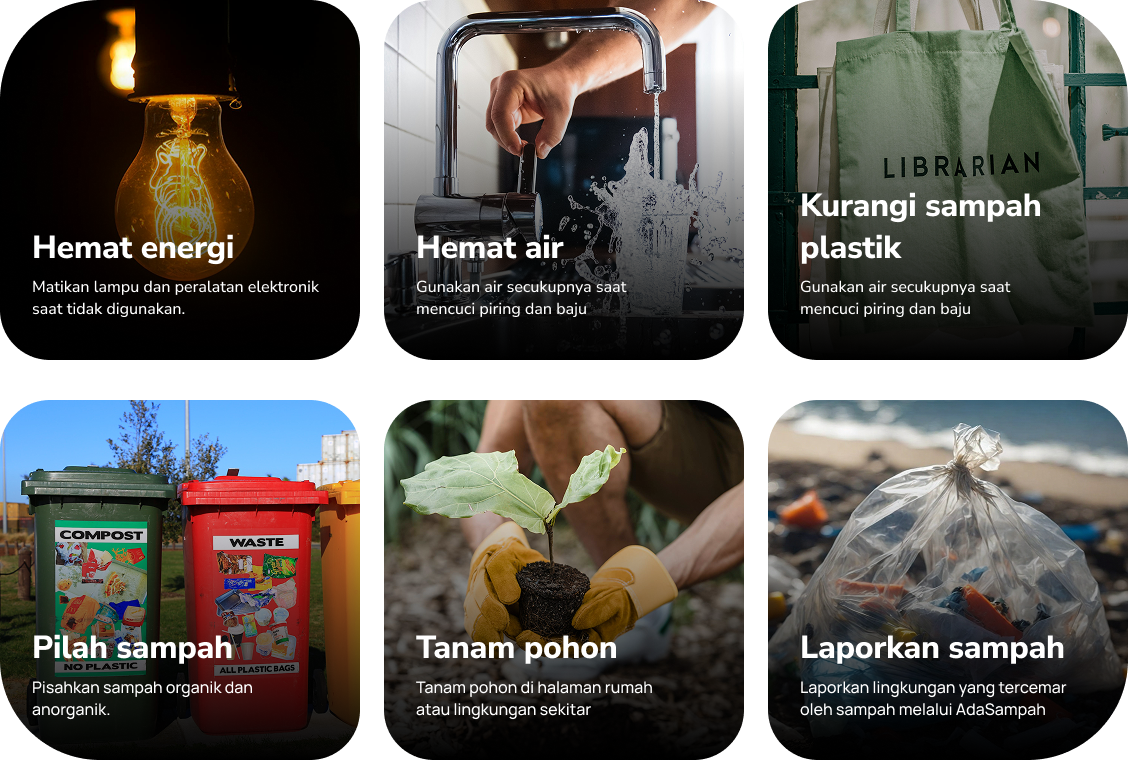 Hemat energi
Matikan lampu dan peralatan elektronik
saat tidak digunakan.
Hemat air
Gunakan air secukupnya saat
mencuci piring dan baju
LIBRARIAN
Kurangi sampah
plastik
Gunakan air secukupnya saat
mencuci piring dan baju
COMPOST
NO PLASTIC
WASTE
ALL PLASTIC BAGS
Pilah sampah
Pisahkan sampah organik dan
anorganik.
Tanam pohon
Tanam pohon di halaman rumah
atau lingkungan sekitar
Laporkan sampah
Laporkan lingkungan yang tercemar
oleh sampah melalui AdaSampah